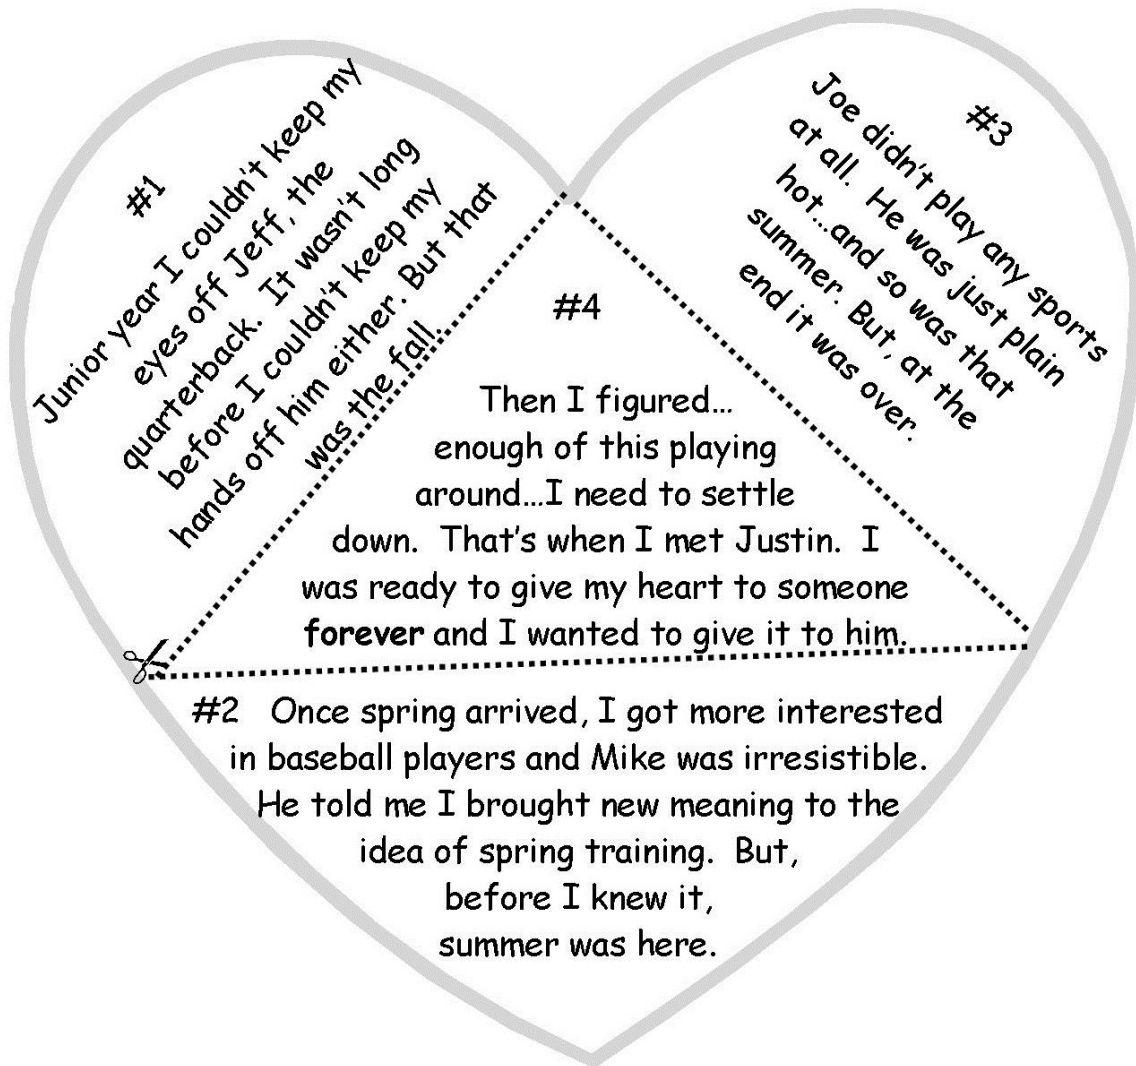 #1
Junior year I couldn't keep my
eyes off Jeff, the
quarterback. It wasn't long
before I couldn't keep my
hands off him either. But that
was the fall.
#3
Joe didn't play any sports
at all. He was just plain
hot...and so was that
summer. But, at the
end it was over.
#4
Then I figured...
enough of this playing
around...I need to settle
down. That's when I met Justin. I
was ready to give my heart to someone
forever and I wanted to give it to him.
#2 Once spring arrived, I got more interested
in baseball players and Mike was irresistible.
He told me I brought new meaning to the
idea of spring training. But,
before I knew it,
summer was here.